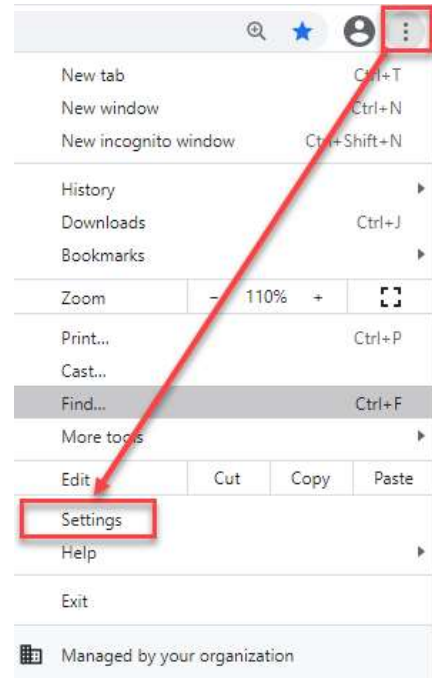 New tab Ctrl+T
New window Ctrl+N
New incognito window Ctrl+Shift+N
History
Downloads Ctrl+J
Bookmarks
Zoom - 110% +
Print... Ctrl+P
Cast...
Find... Ctrl+F
More tools
Edit Cut Copy Paste
Settings
Help
Exit
Managed by your organization